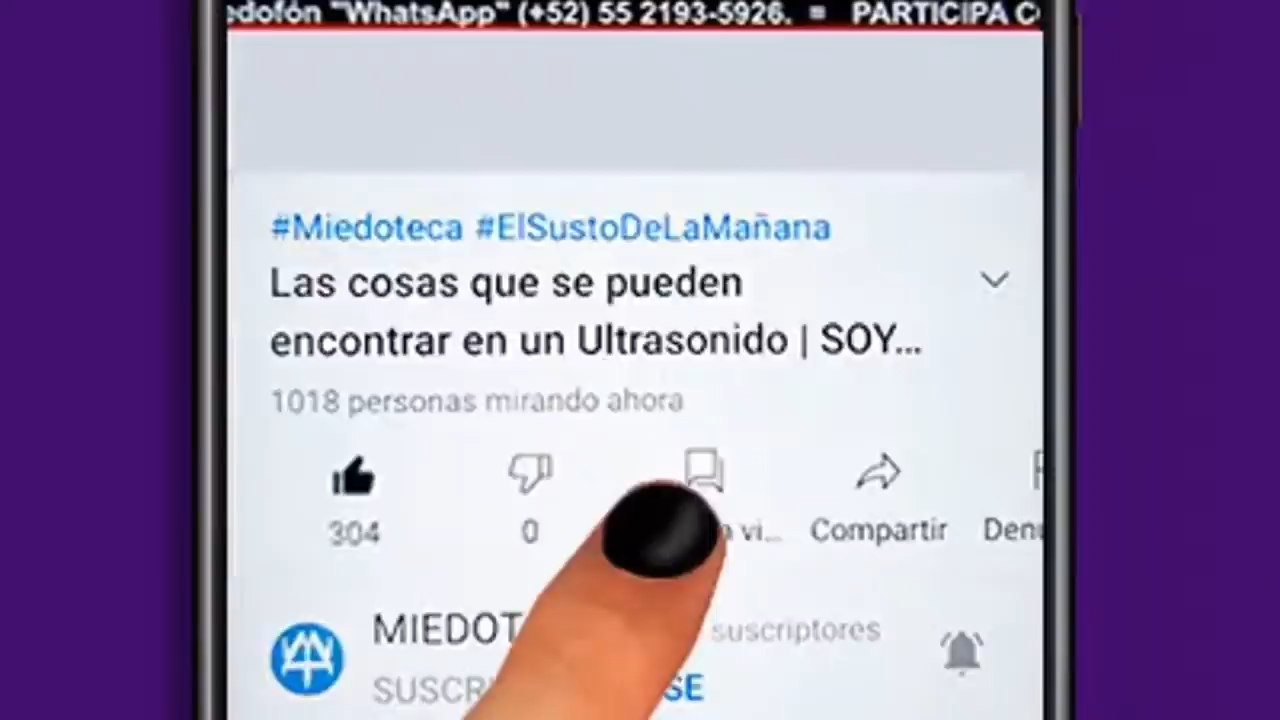 "WhatsApp" (+52) 55 2193-5926. = PARTICIPA
#Miedoteca #ElSustoDeLaMañana
Las cosas que se pueden
encontrar en un Ultrasonido | SOY...
1018 personas mirando ahora
304 0 vi... Compartir
suscriptores